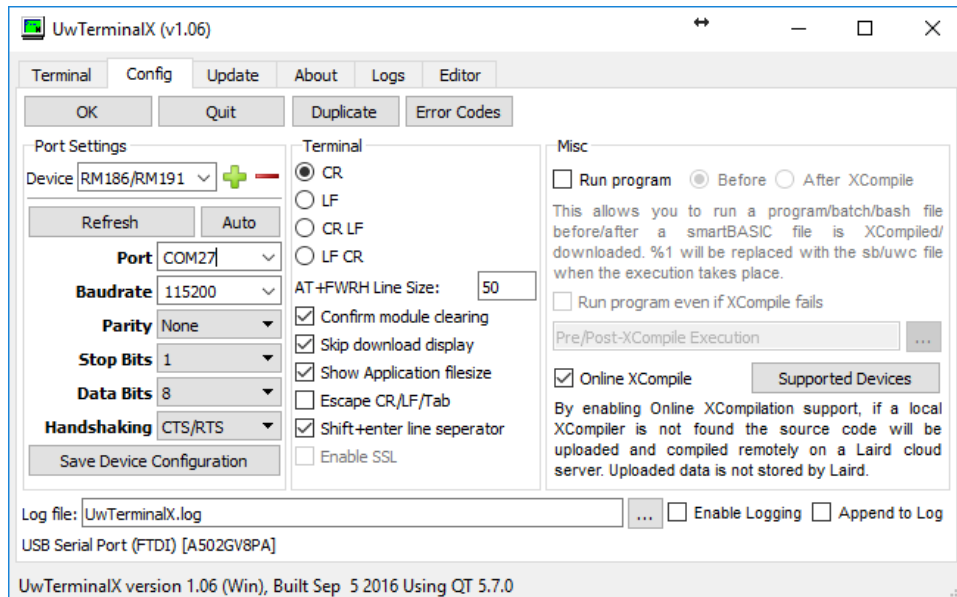 UwTerminalX (v1.06)
Terminal Config Update About Logs Editor
OK Quit Duplicate Error Codes
Port Settings
Device RM186/RM191
Refresh Auto
Port COM27
Baudrate 115200
Parity None
Stop Bits 1
Data Bits 8
Handshaking CTS/RTS
Save Device Configuration
Terminal
CR
LF
CR LF
LF CR
AT+FWRH Line Size: 50
Confirm module clearing
Skip download display
Show Application filesize
Escape CR/LF/Tab
Shift+enter line seperator
Enable SSL
Misc
Run program Before After XCompile
This allows you to run a program/batch/bash file
before/after a smartBASIC file is XCompiled/
downloaded. %1 will be replaced with the sb/uwc file
when the execution takes place.
Run program even if XCompile fails
Pre/Post-XCompile Execution ...
Online XCompile Supported Devices
By enabling Online XCompilation support, if a local
XCompiler is not found the source code will be
uploaded and compiled remotely on a Laird cloud
server. Uploaded data is not stored by Laird.
Log file: UwTerminalX.log ... Enable Logging Append to Log
USB Serial Port (FTDI) [A502GV8PA]
UwTerminalX version 1.06 (Win), Built Sep 5 2016 Using QT 5.7.0